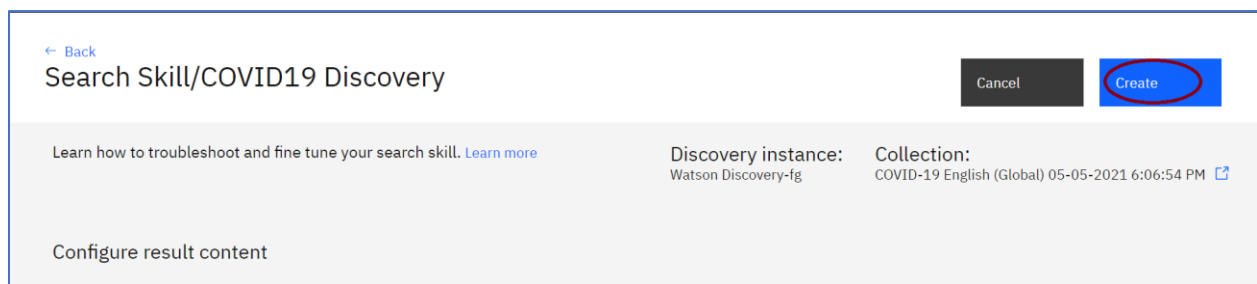 ← Back
Search Skill/COVID19 Discovery
Cancel
Create
Learn how to troubleshoot and fine tune your search skill. Learn more
Discovery instance:
Watson Discovery-fg
Collection:
COVID-19 English (Global) 05-05-2021 6:06:54 PM
Configure result content